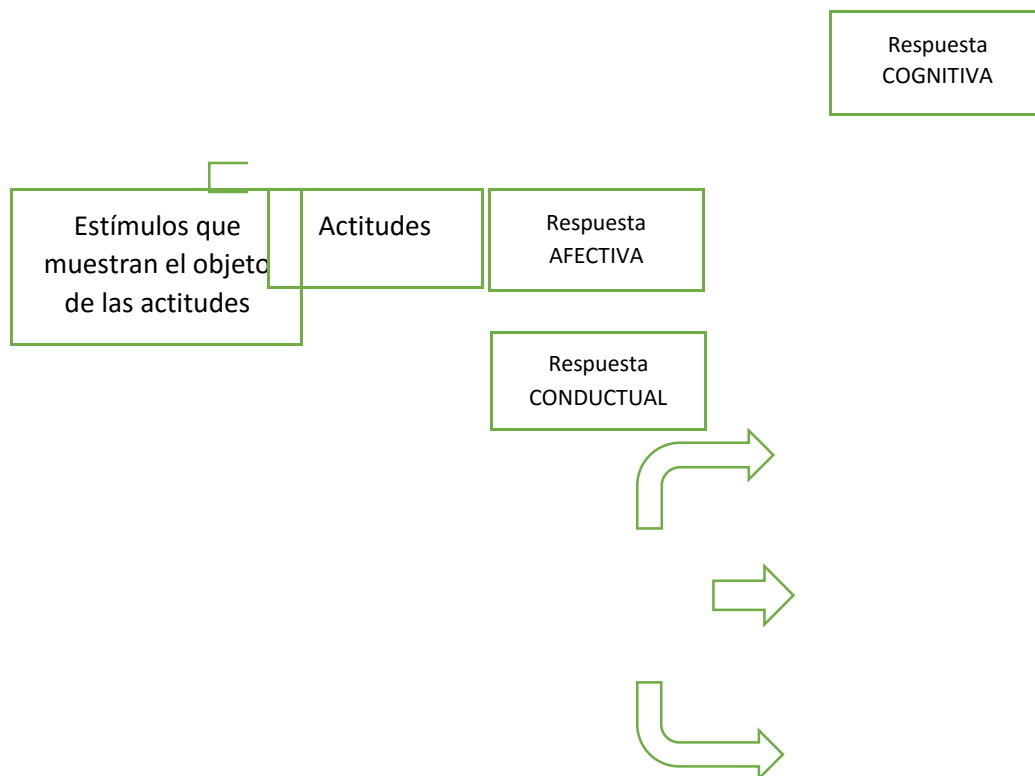 Respuesta
COGNITIVA
Estímulos que
muestran el objeto
de las actitudes
Actitudes
Respuesta
AFECTIVA
Respuesta
CONDUCTUAL